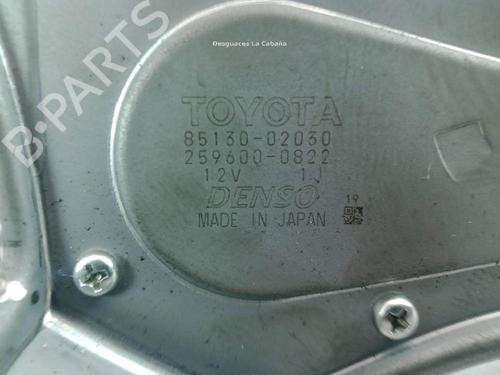 Desguaces La Cabaña
B-PARTS
TOYOTA
85130-02030
259600-0822
12V 1J
DENSO 19
MADE IN JAPAN